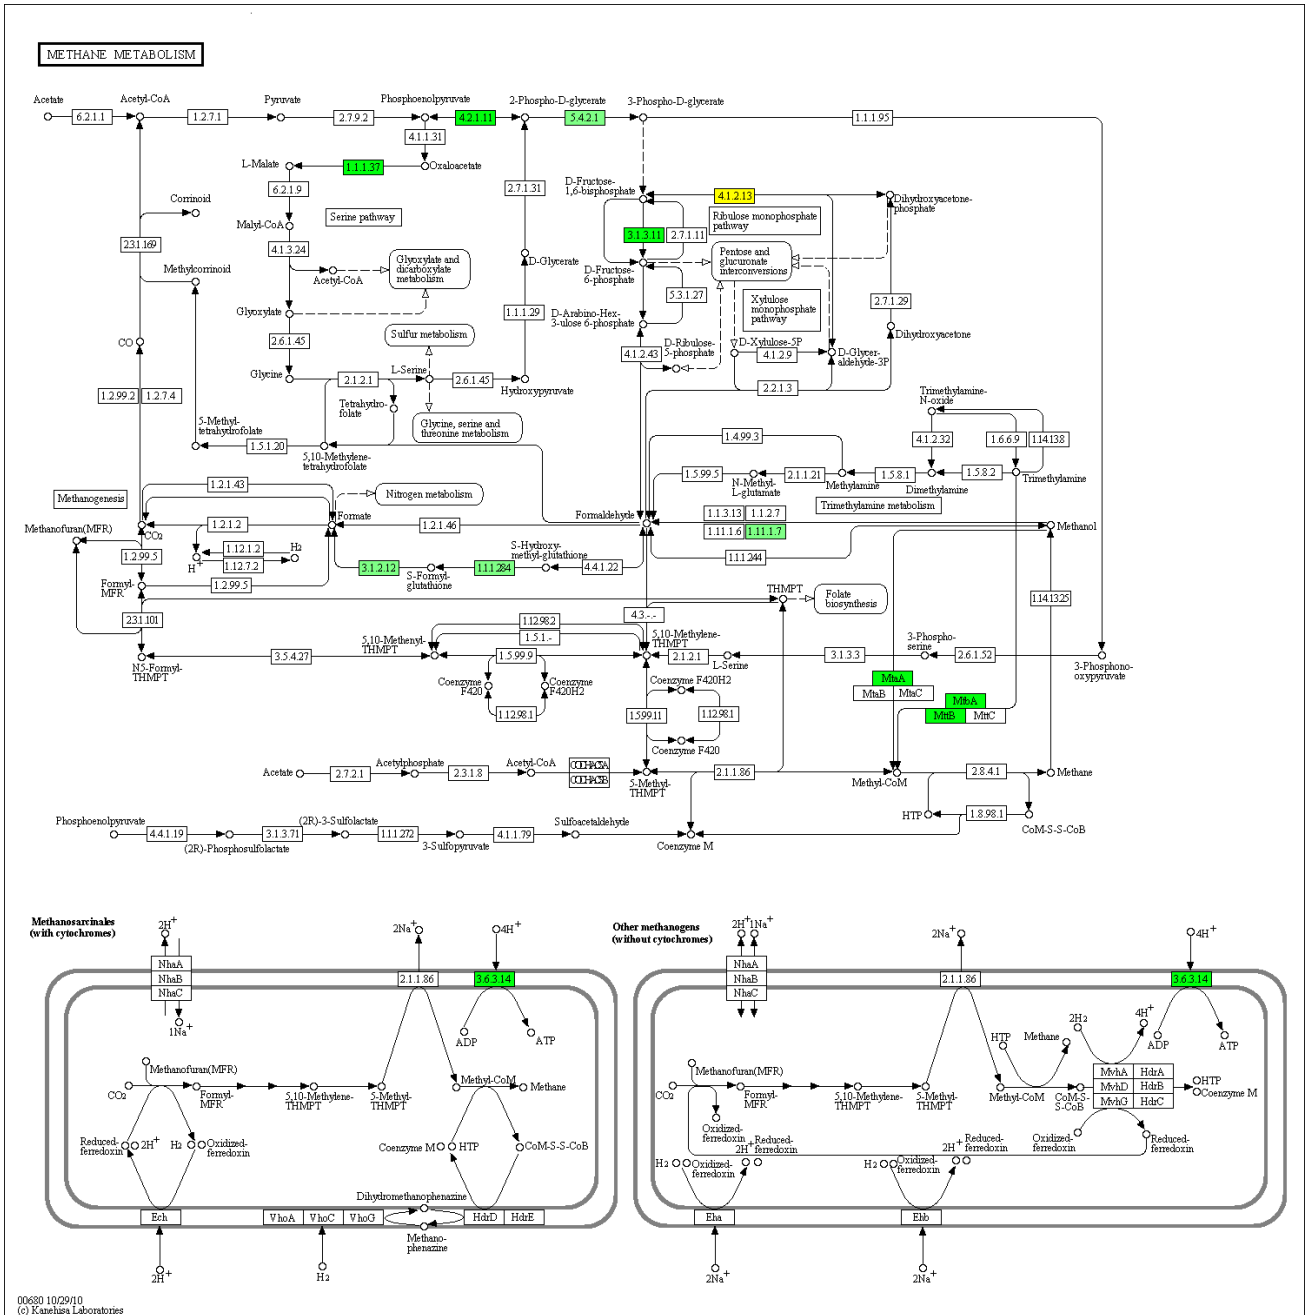 METHANE METABOLISM
Acetate
6.2.1.1
Acetyl-CoA
1.2.7.1
Pyruvate
2.7.9.2
Phosphoenolpyruvate
4.2.1.11
2-Phospho-D-glycerate
5.4.2.1
3-Phospho-D-glycerate
1.1.1.95
4.1.1.31
L-Malate
1.1.1.37
Oxaloacetate
6.2.1.9
Malyl-CoA
Serine pathway
4.1.3.24
Acetyl-CoA
Glyoxylate and
dicarboxylate
metabolism
Glyoxylate
2.6.1.45
Sulfur metabolism
Glycine
2.1.2.1
L-Serine
2.6.1.45
Hydroxypyruvate
Tetrahydro-
folate
Glycine, serine and
threonine metabolism
2.7.1.31
D-Glycerate
1.1.1.29
Corrinoid
2.3.1.169
Methylcorrinoid
CO
1.2.99.2
1.2.7.4
5-Methyl-
tetrahydrofolate
1.5.1.20
5,10-Methylene-
tetrahydrofolate
D-Fructose-
1,6-bisphosphate
4.1.2.13
Dihydroxyacetone-
phosphate
Ribulose monophosphate
pathway
3.1.3.11
2.7.1.11
D-Fructose-
6-phosphate
Pentose and
glucuronate
interconversions
5.3.1.27
Xylulose
monophosphate
pathway
2.7.1.29
D-Arabino-Hex-
3-ulose 6-phosphate
Dihydroxyacetone
4.1.2.43
D-Ribulose-
5-phosphate
D-Xylulose-5P
4.1.2.9
D-Glycer-
aldehyde-3P
2.2.1.3
Trimethylamine-
N-oxide
4.1.2.32
1.6.6.9
1.14.13.8
1.4.99.3
1.5.99.5
N-Methyl-
L-glutamate
2.1.1.21
Methylamine
1.5.8.1
Dimethylamine
1.5.8.2
Trimethylamine
Trimethylamine metabolism
Methanogenesis
1.2.1.43
Nitrogen metabolism
Methanofuran(MFR)
CO2
1.2.1.2
Formate
1.2.1.46
Formaldehyde
1.1.3.13
1.1.2.7
1.11.1.6
1.11.1.7
Methanol
1.1.1.244
1.2.99.5
H+
1.12.1.2
1.12.7.2
H2
Formyl-
MFR
1.2.99.5
3.1.2.12
S-Formyl-
glutathione
1.1.1.284
S-Hydroxy-
methyl-glutathione
4.4.1.22
THMPT
Folate
biosynthesis
1.14.13.25
2.3.1.101
4.3.-.-
1.12.98.2
1.5.1.-
N5-Formyl-
THMPT
3.5.4.27
5,10-Methenyl-
THMPT
1.5.99.9
5,10-Methylene-
THMPT
2.1.2.1
L-Serine
3.1.3.3
3-Phospho-
serine
2.6.1.52
3-Phosphono-
oxypyruvate
Coenzyme
F420
Coenzyme
F420H2
1.12.98.1
Coenzyme F420H2
1.5.99.11
1.12.98.1
Coenzyme F420
MtaA
MtaB
MtaC
MtbA
MttB
MttC
Acetate
2.7.2.1
Acetylphosphate
2.3.1.8
Acetyl-CoA
5-Methyl-
THMPT
2.1.1.86
Methyl-CoM
2.8.4.1
Methane
HTP
1.8.98.1
CoM-S-S-CoB
Phosphoenolpyruvate
4.4.1.19
(2R)-Phosphosulfolactate
3.1.3.71
(2R)-3-Sulfolactate
1.1.1.272
3-Sulfopyruvate
4.1.1.79
Sulfoacetaldehyde
Coenzyme M
Methanosarcinales
(with cytochromes)
2H+
NhaA
NhaB
NhaC
1Na+
2Na+
2.1.1.86
4H+
3.6.3.14
ADP
ATP
Methanofuran(MFR)
CO2
Formyl-
MFR
5,10-Methylene-
THMPT
5-Methyl-
THMPT
Methyl-CoM
Methane
Reduced-
ferredoxin
2H+
H2
Oxidized-
ferredoxin
Coenzyme M
HTP
CoM-S-S-CoB
Dihydromethanophenazine
Ech
VhoA
VhoC
VhoG
HdrD
HdrE
Methano-
phenazine
2H+
H2
Other methanogens
(without cytochromes)
2H+
1Na+
NhaA
NhaB
NhaC
2Na+
2.1.1.86
4H+
3.6.3.14
ADP
ATP
HTP
Methane
2H2
4H+
Methanofuran(MFR)
CO2
Formyl-
MFR
5,10-Methylene-
THMPT
5-Methyl-
THMPT
Methyl-CoM
CoM-S-
S-CoB
MvhA
HdrA
MvhD
HdrB
MvhG
HdrC
HTP
Coenzyme M
Oxidized-
ferredoxin
Oxidized-
ferredoxin
Reduced-
ferredoxin
H2
Oxidized-
ferredoxin
2H+
Reduced-
ferredoxin
H2
Oxidized-
ferredoxin
2H+
Reduced-
ferredoxin
Eha
Ehb
2Na+
2Na+
00680 10/29/10
(c) Kanehisa Laboratories